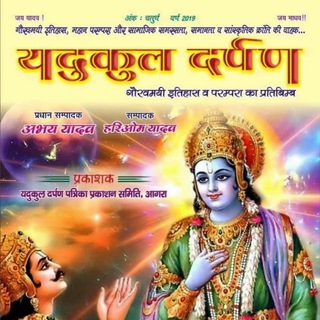 जय यादव ! अंक : चतुर्थ वर्ष 2019 जय माधव!!
गौरवमयी इतिहास, महान परम्परा और सामाजिक समरसता, समानता व सांस्कृतिक क्राँति की वाहक...
यदुकुल दर्पण
गौरवमयी इतिहास व परम्परा का प्रतिबिम्ब
प्रधान सम्पादक सम्पादक
अभय यादव हरिओम यादव
प्रकाशक
यदुकुल दर्पण पत्रिका प्रकाशन समिति, आगरा